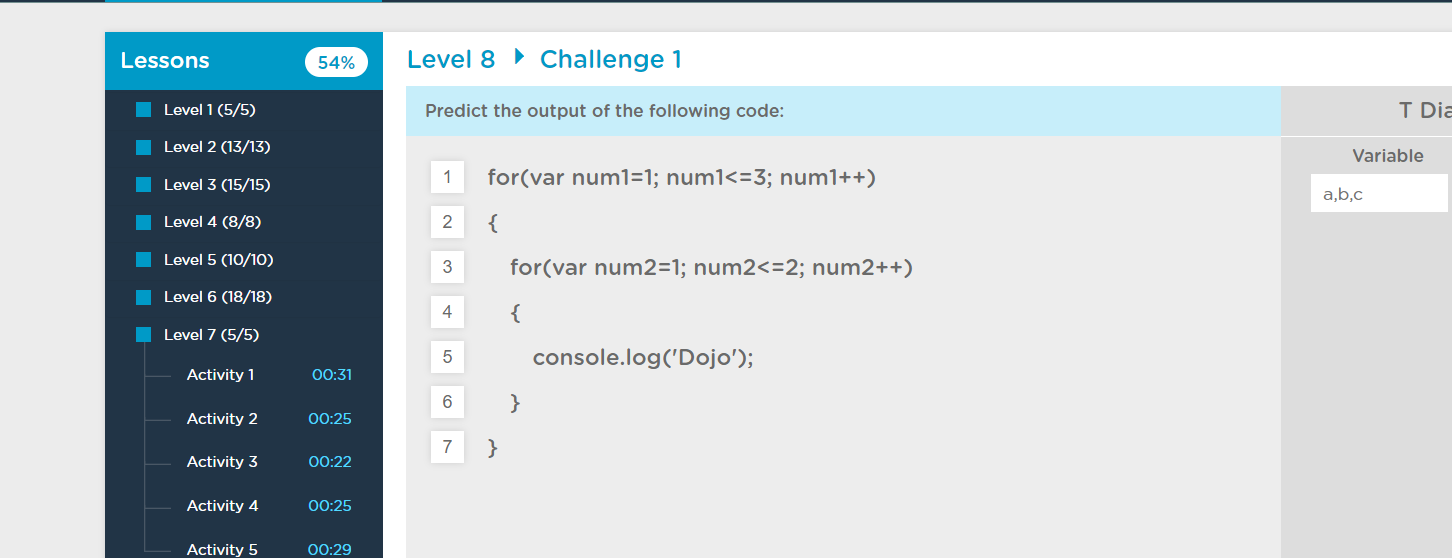 Lessons 54%
Level 1 (5/5)
Level 2 (13/13)
Level 3 (15/15)
Level 4 (8/8)
Level 5 (10/10)
Level 6 (18/18)
Level 7 (5/5)
Activity 1 00:31
Activity 2 00:25
Activity 3 00:22
Activity 4 00:25
Activity 5 00:29
Level 8 Challenge 1
Predict the output of the following code:
1 for(var num1=1; num1<=3; num1++)
2 {
3 for(var num2=1; num2<=2; num2++)
4 {
5 console.log('Dojo');
6 }
7 }
T Dia
Variable
a,b,c